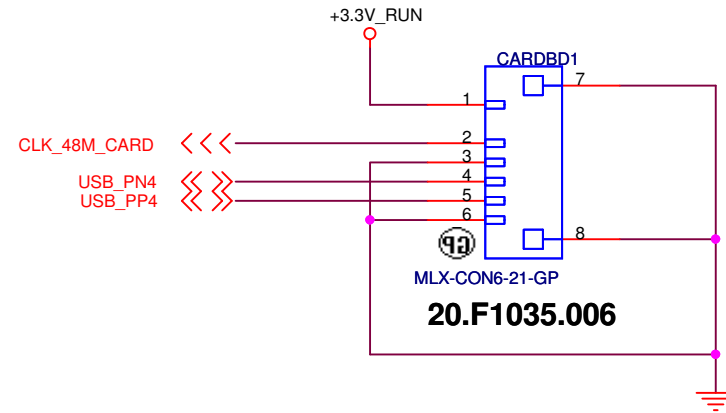 +3.3V_RUN
CARDBD1
7
1
CLK_48M_CARD
2
3
USB_PN4
4
USB_PP4
5
6
8
GP
MLX-CON6-21-GP
20.F1035.006